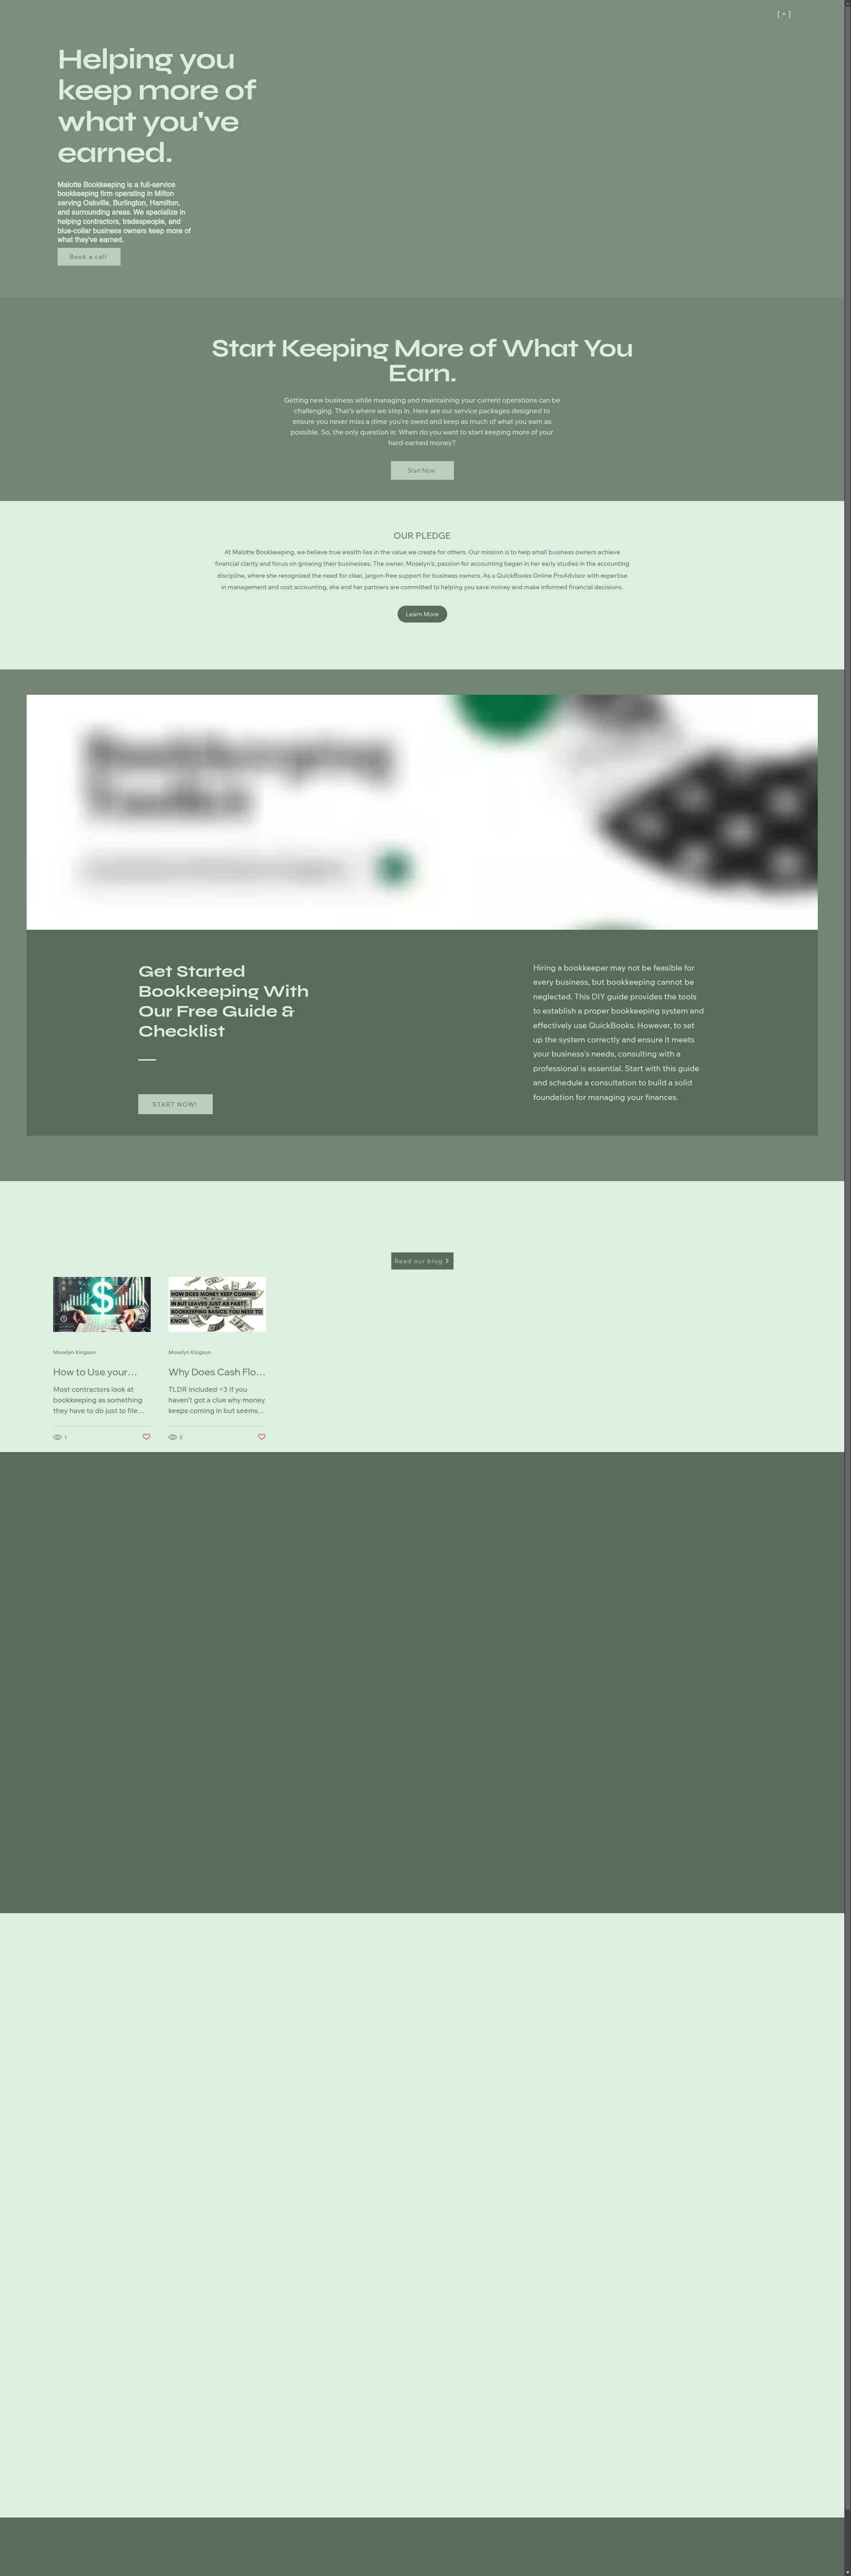 [ + ]
Helping you
keep more of
what you've
earned.
Malotte Bookkeeping is a full-service
bookkeeping firm operating in Milton
serving Oakville, Burlington, Hamilton,
and surrounding areas. We specialize in
helping contractors, tradespeople, and
blue-collar business owners keep more of
what they've earned.
Book a call
Start Keeping More of What You
Earn.
Getting new business while managing and maintaining your current operations can be
challenging. That's where we step in. Here are our service packages designed to
ensure you never miss a dime you're owed and keep as much of what you earn as
possible. So, the only question is: When do you want to start keeping more of your
hard-earned money?
Start Now
OUR PLEDGE
At Malotte Bookkeeping, we believe true wealth lies in the value we create for others. Our mission is to help small business owners achieve
financial clarity and focus on growing their businesses. The owner, Moselyn's, passion for accounting began in her early studies in the accounting
discipline, where she recognized the need for clear, jargon-free support for business owners. As a QuickBooks Online ProAdvisor with expertise
in management and cost accounting, she and her partners are committed to helping you save money and make informed financial decisions.
Learn More
Get Started
Bookkeeping With
Our Free Guide &
Checklist
START NOW!
Hiring a bookkeeper may not be feasible for
every business, but bookkeeping cannot be
neglected. This DIY guide provides the tools
to establish a proper bookkeeping system and
effectively use QuickBooks. However, to set
up the system correctly and ensure it meets
your business's needs, consulting with a
professional is essential. Start with this guide
and schedule a consultation to build a solid
foundation for managing your finances.
Read our blog
$
Moselyn Kingson
How to Use your…
Most contractors look at
bookkeeping as something
they have to do just to file…
1
HOW DOES MONEY KEEP COMING
IN BUT LEAVES JUST AS FAST?
BOOKKEEPING BASICS YOU NEED TO
KNOW.
Moselyn Kingson
Why Does Cash Flo…
TLDR included <3 If you
haven't got a clue why money
keeps coming in but seems…
5